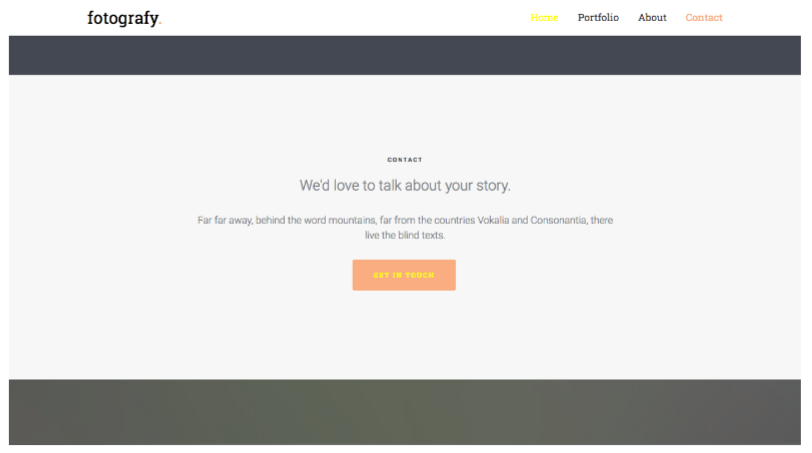 fotografy.
Home Portfolio About Contact
CONTACT
We'd love to talk about your story.
Far far away, behind the word mountains, far from the countries Vokalia and Consonantia, there
live the blind texts.
GET IN TOUCH